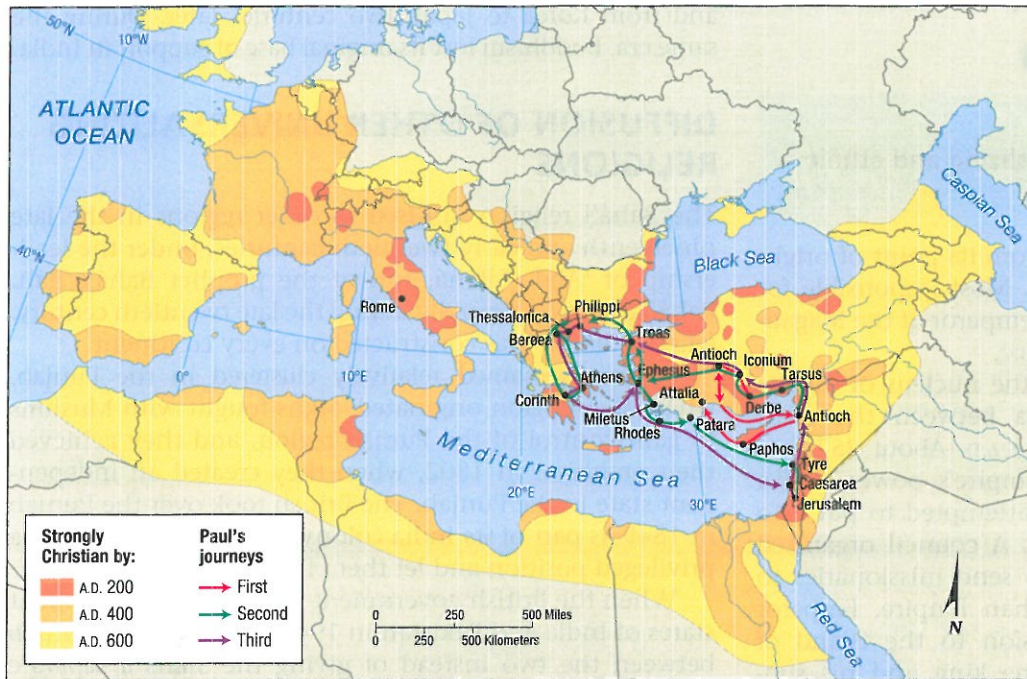 50°N
10°W
ATLANTIC
OCEAN
40°N
Caspian Sea
Black Sea
Rome
Philippi
Thessalonica
Beroea
Troas
Antioch
Iconium
Tarsus
Ephesus
Athens
Attalia
Derbe
Corinth
Antioch
Miletus
Patara
Rhodes
Paphos
0°
10°E
Mediterranean Sea
Tyre
Caesarea
Jerusalem
20°E
30°E
Strongly
Christian by:
A.D. 200
A.D. 400
A.D. 600
Paul's
journeys
First
Second
Third
0 250 500 Miles
0 250 500 Kilometers
N
Red Sea